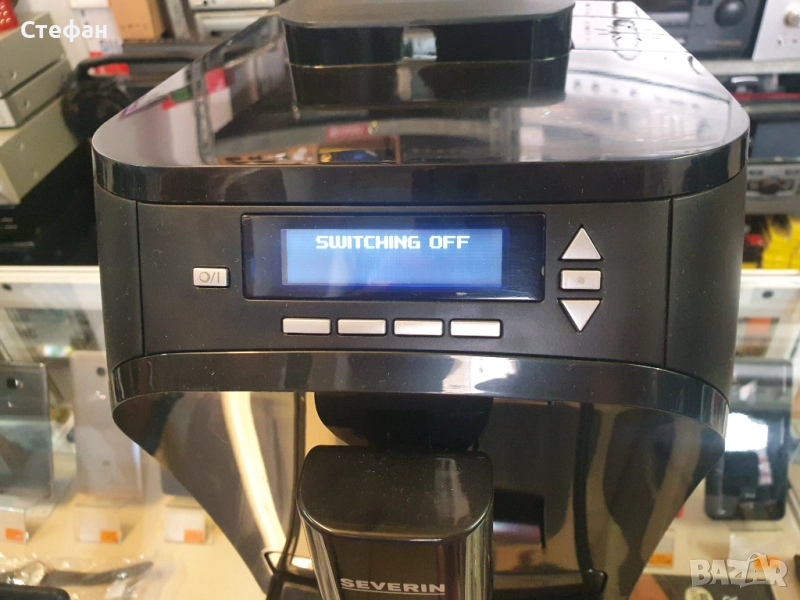 Стефан
SWITCHING OFF
O/I
SEVERIN
BAZAR